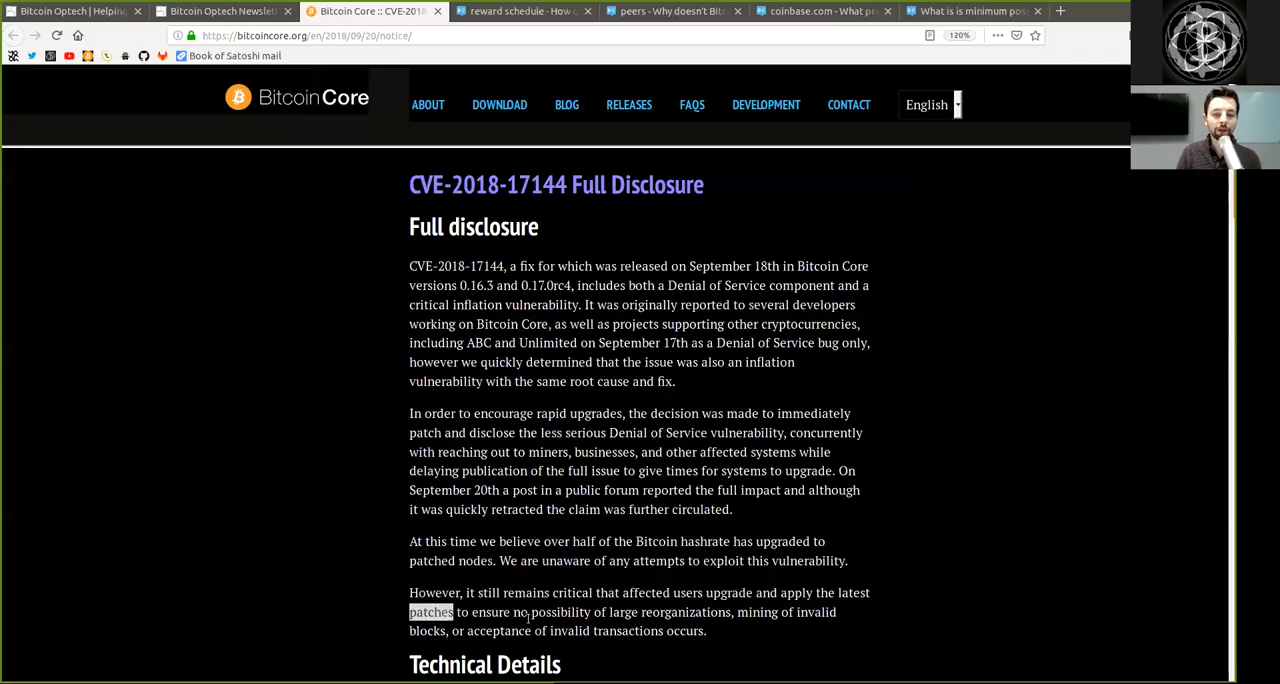 Bitcoin Optech | Helping
Bitcoin Optech Newslett
Bitcoin Core :: CVE-2018-
reward schedule - How c
peers - Why doesn't Bitc
coinbase.com - What pre
What is is minimum pos
https://bitcoincore.org/en/2018/09/20/notice/
120%
Book of Satoshi mail
BitcoinCore
ABOUT
DOWNLOAD
BLOG
RELEASES
FAQS
DEVELOPMENT
CONTACT
English
CVE-2018-17144 Full Disclosure
Full disclosure
CVE-2018-17144, a fix for which was released on September 18th in Bitcoin Core
versions 0.16.3 and 0.17.0rc4, includes both a Denial of Service component and a
critical inflation vulnerability. It was originally reported to several developers
working on Bitcoin Core, as well as projects supporting other cryptocurrencies,
including ABC and Unlimited on September 17th as a Denial of Service bug only,
however we quickly determined that the issue was also an inflation
vulnerability with the same root cause and fix.
In order to encourage rapid upgrades, the decision was made to immediately
patch and disclose the less serious Denial of Service vulnerability, concurrently
with reaching out to miners, businesses, and other affected systems while
delaying publication of the full issue to give times for systems to upgrade. On
September 20th a post in a public forum reported the full impact and although
it was quickly retracted the claim was further circulated.
At this time we believe over half of the Bitcoin hashrate has upgraded to
patched nodes. We are unaware of any attempts to exploit this vulnerability.
However, it still remains critical that affected users upgrade and apply the latest
patches to ensure no possibility of large reorganizations, mining of invalid
blocks, or acceptance of invalid transactions occurs.
Technical Details